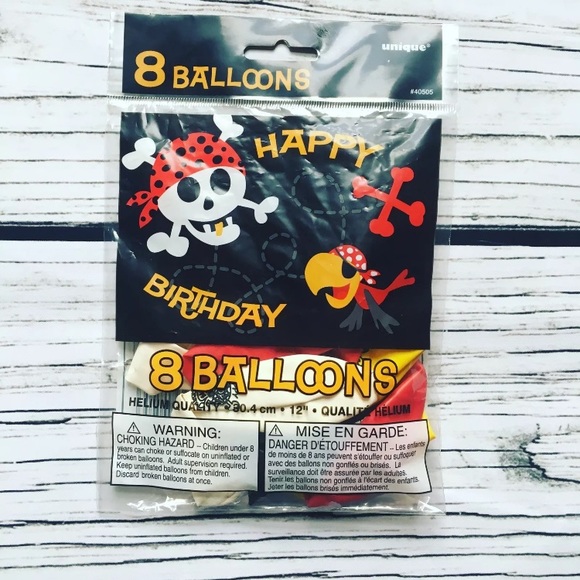 unique®
8 BALLOONS
#40505
HAPPY
BIRTHDAY
8 BALLOONS
HELIUM QUALITY • 30.4 cm • 12" • QUALITÉ HELIUM
WARNING:
CHOKING HAZARD – Children under 8
years can choke or suffocate on uninflated or
broken balloons. Adult supervision required.
Keep uninflated balloons from children.
Discard broken balloons at once.
MISE EN GARDE:
DANGER D'ÉTOUFFEMENT – Les enfants
de moins de 8 ans peuvent s'étouffer ou suffoquer
avec des ballons non gonflés ou brisés. La
surveillance doit être assurée par les adultes.
Tenir les ballons non gonflés à l'écart des enfants.
Jeter les ballons brisés immédiatement.